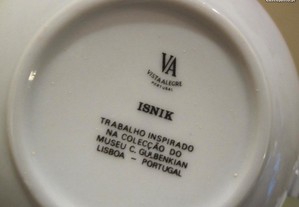 VA
VISTA ALEGRE
PORTUGAL
ISNIK
TRABALHO INSPIRADO
NA COLECÇÃO DO
MUSEU C. GULBENKIAN
LISBOA – PORTUGAL